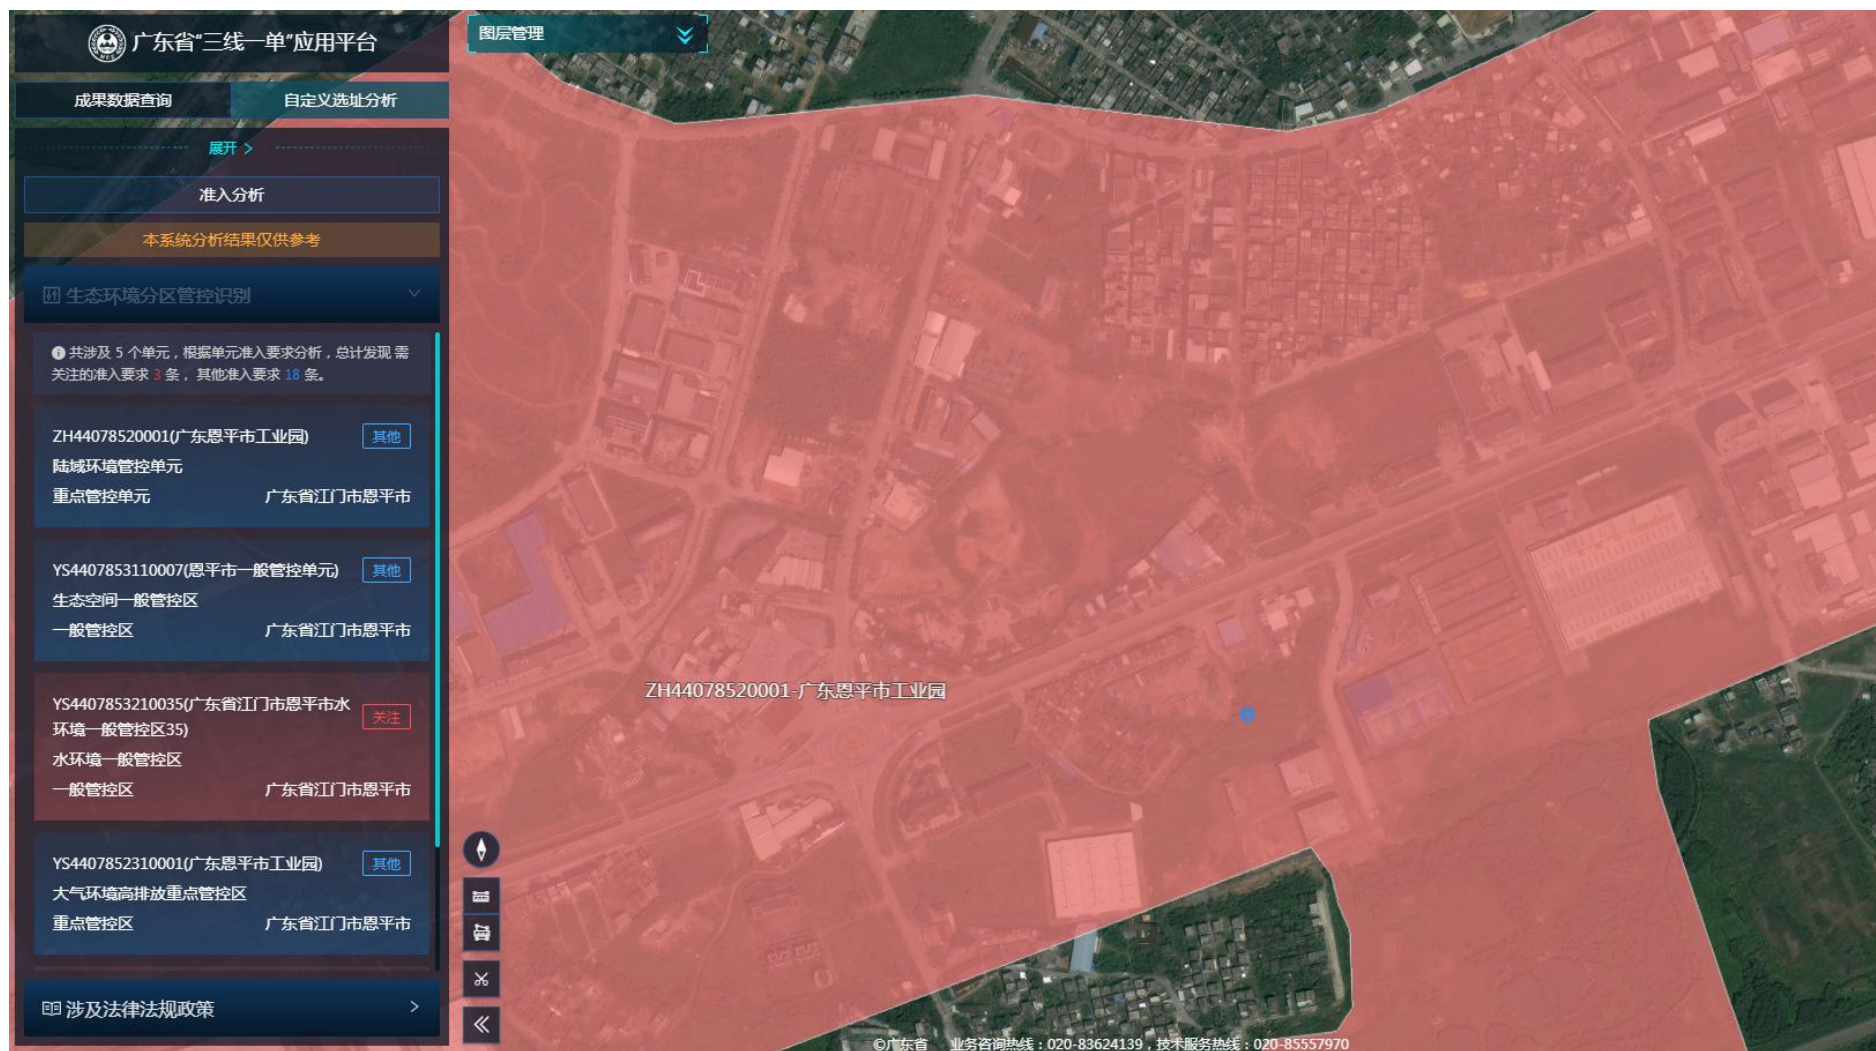 广东省“三线一单”应用平台
图层管理
成果数据查询
自定义选址分析
展开 >
准入分析
本系统分析结果仅供参考
生态环境分区管控识别
共涉及 5 个单元，根据单元准入要求分析，总计发现 需
关注的准入要求 3 条， 其他准入要求 18 条。
ZH44078520001(广东恩平市工业园)
其他
陆域环境管控单元
重点管控单元
广东省江门市恩平市
YS4407853110007(恩平市一般管控单元)
其他
生态空间一般管控区
一般管控区
广东省江门市恩平市
YS4407853210035(广东省江门市恩平市水
环境一般管控区35)
关注
水环境一般管控区
一般管控区
广东省江门市恩平市
YS4407852310001(广东恩平市工业园)
其他
大气环境高排放重点管控区
重点管控区
广东省江门市恩平市
涉及法律法规政策
ZH44078520001-广东恩平市工业园
©广东省 业务咨询热线：020-83624139，技术服务热线：020-85557970